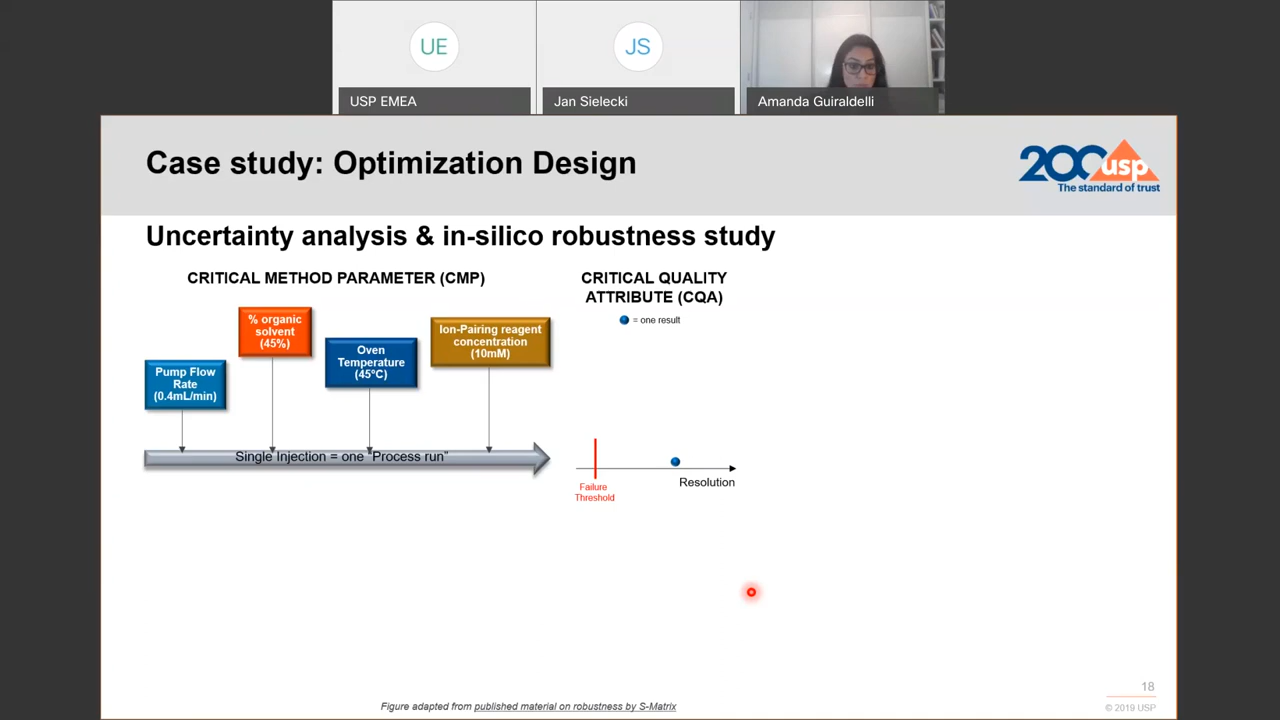 UE
JS
USP EMEA
Jan Sielecki
Amanda Guiraldelli
Case study: Optimization Design
200 usp
The standard of trust
Uncertainty analysis & in-silico robustness study
CRITICAL METHOD PARAMETER (CMP)
CRITICAL QUALITY
ATTRIBUTE (CQA)
= one result
% organic
solvent
(45%)
Ion-Pairing reagent
concentration
(10mM)
Oven
Temperature
(45°C)
Pump Flow
Rate
(0.4mL/min)
Single Injection = one “Process run”
Failure
Threshold
Resolution
18
© 2019 USP
Figure adapted from published material on robustness by S-Matrix